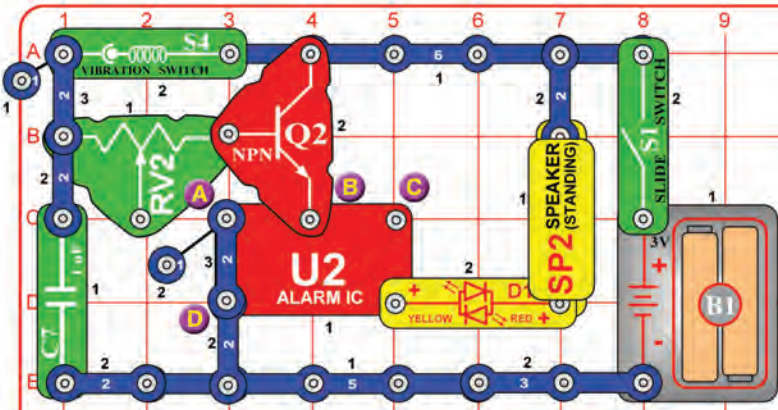 1 2 3 4 5 6 7 8 9
A
S4
VIBRATION SWITCH
6
1
1
1
2
3
2
2
1
2
2
S1
SLIDE SWITCH
2
B
1
NPN
Q2
2
RV2
A
B
C
SP2
SPEAKER
(STANDING)
1
1
2
2
C
1
2
3
2
U2
ALARM IC
1
3V
+
-
B1
C7
1
D
D
2
2
+
D1
YELLOW
RED
+
E
2
2
1
5
2
3